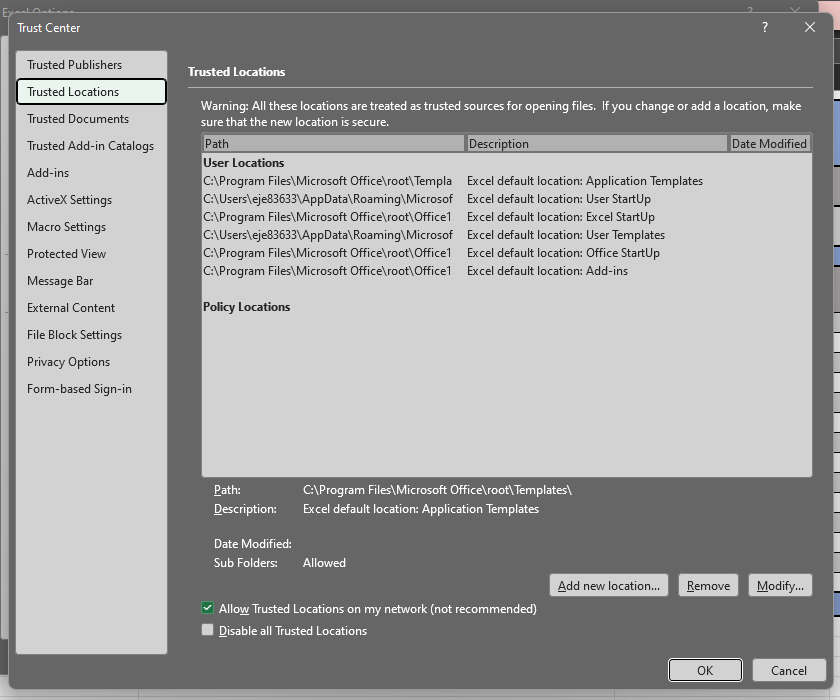 Excel Options
Trust Center
Trusted Publishers
Trusted Locations
Trusted Documents
Trusted Add-in Catalogs
Add-ins
ActiveX Settings
Macro Settings
Protected View
Message Bar
External Content
File Block Settings
Privacy Options
Form-based Sign-in
Trusted Locations
Warning: All these locations are treated as trusted sources for opening files. If you change or add a location, make
sure that the new location is secure.
Path Description Date Modified
User Locations
C:\Program Files\Microsoft Office\root\Templa Excel default location: Application Templates
C:\Users\eje83633\AppData\Roaming\Microsof Excel default location: User StartUp
C:\Program Files\Microsoft Office\root\Office1 Excel default location: Excel StartUp
C:\Users\eje83633\AppData\Roaming\Microsof Excel default location: User Templates
C:\Program Files\Microsoft Office\root\Office1 Excel default location: Office StartUp
C:\Program Files\Microsoft Office\root\Office1 Excel default location: Add-ins
Policy Locations
Path: C:\Program Files\Microsoft Office\root\Templates\
Description: Excel default location: Application Templates
Date Modified:
Sub Folders: Allowed
Add new location... Remove Modify...
Allow Trusted Locations on my network (not recommended)
Disable all Trusted Locations
OK Cancel